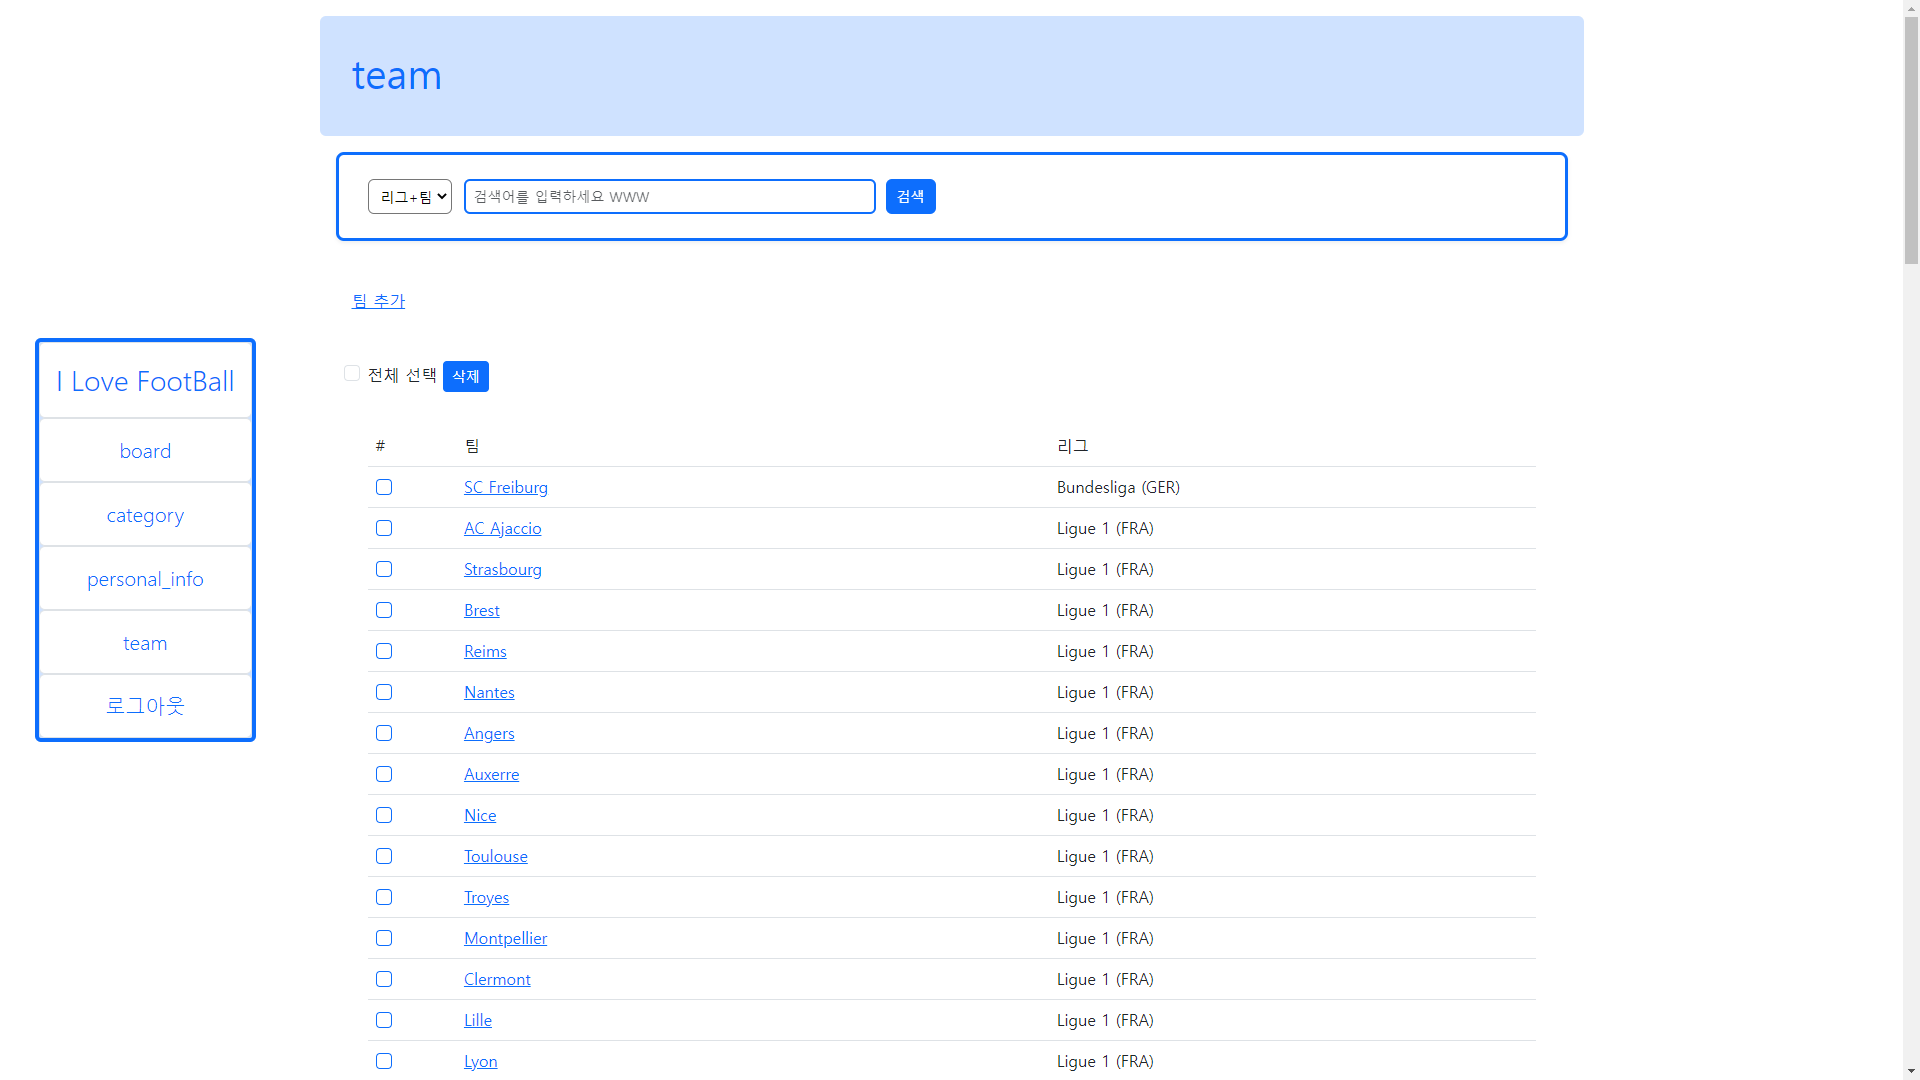 team
리그+팀 검색어를 입력하세요 WWW 검색
팀 추가
전체 선택 삭제
I Love FootBall
board
category
personal_info
team
로그아웃
# 팀 리그
SC Freiburg Bundesliga (GER)
AC Ajaccio Ligue 1 (FRA)
Strasbourg Ligue 1 (FRA)
Brest Ligue 1 (FRA)
Reims Ligue 1 (FRA)
Nantes Ligue 1 (FRA)
Angers Ligue 1 (FRA)
Auxerre Ligue 1 (FRA)
Nice Ligue 1 (FRA)
Toulouse Ligue 1 (FRA)
Troyes Ligue 1 (FRA)
Montpellier Ligue 1 (FRA)
Clermont Ligue 1 (FRA)
Lille Ligue 1 (FRA)
Lyon Ligue 1 (FRA)